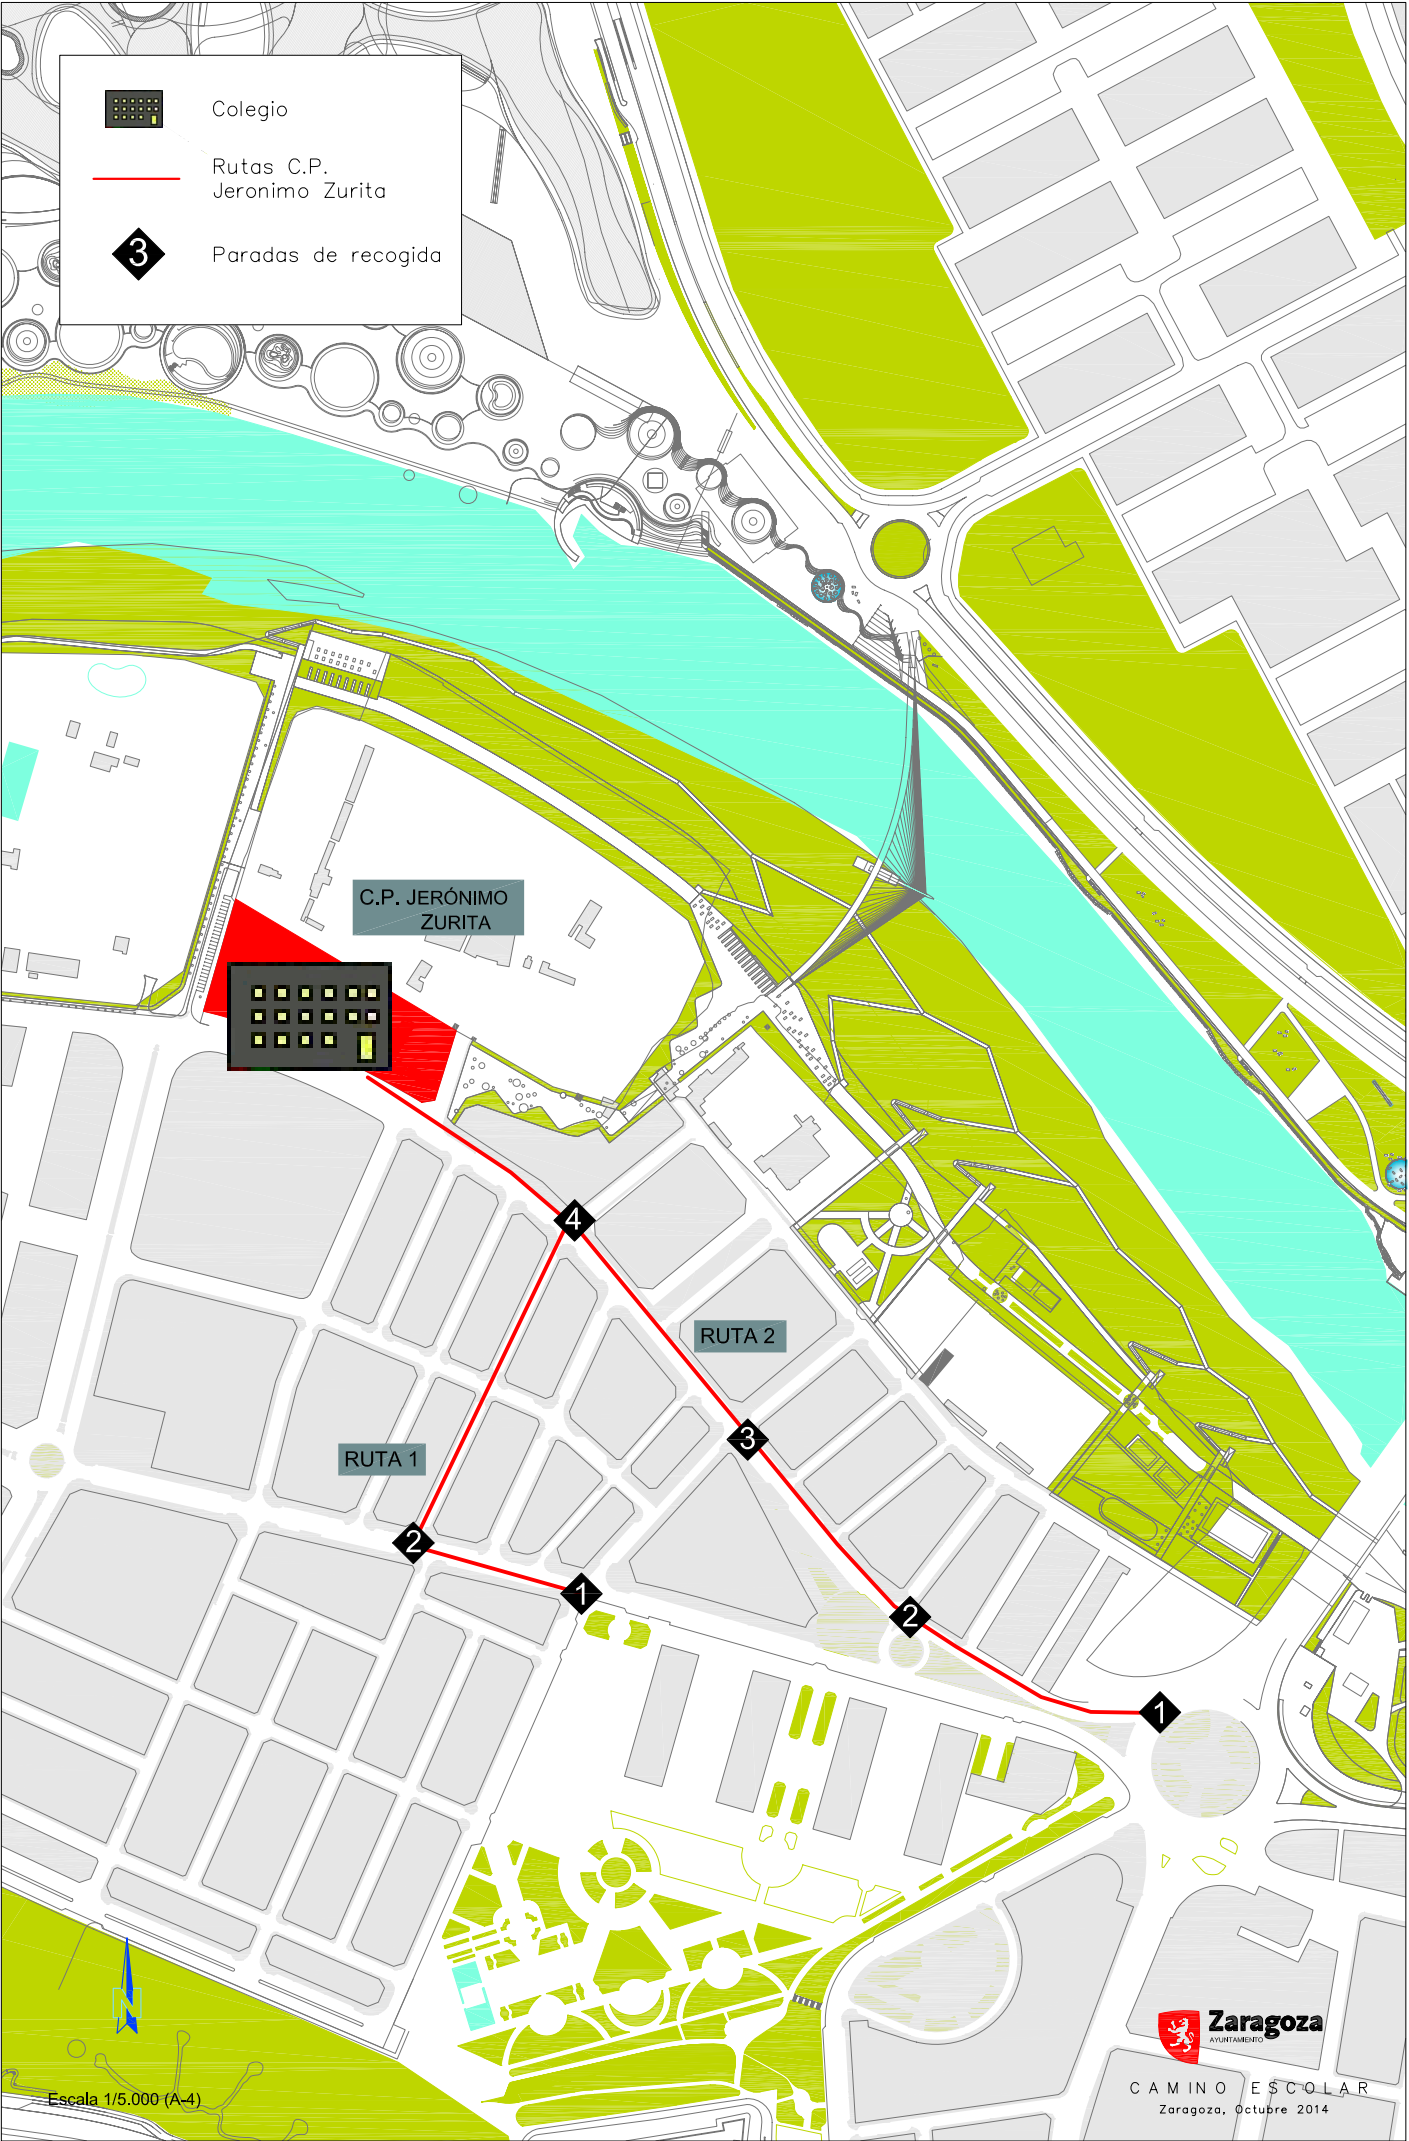 Colegio
Rutas C.P.
Jeronimo Zurita
3
Paradas de recogida
C.P. JERÓNIMO
ZURITA
4
RUTA 2
3
RUTA 1
2
1
2
1
N
Zaragoza
AYUNTAMIENTO
Escala 1/5.000 (A-4)
CAMINO ESCOLAR
Zaragoza, Octubre 2014